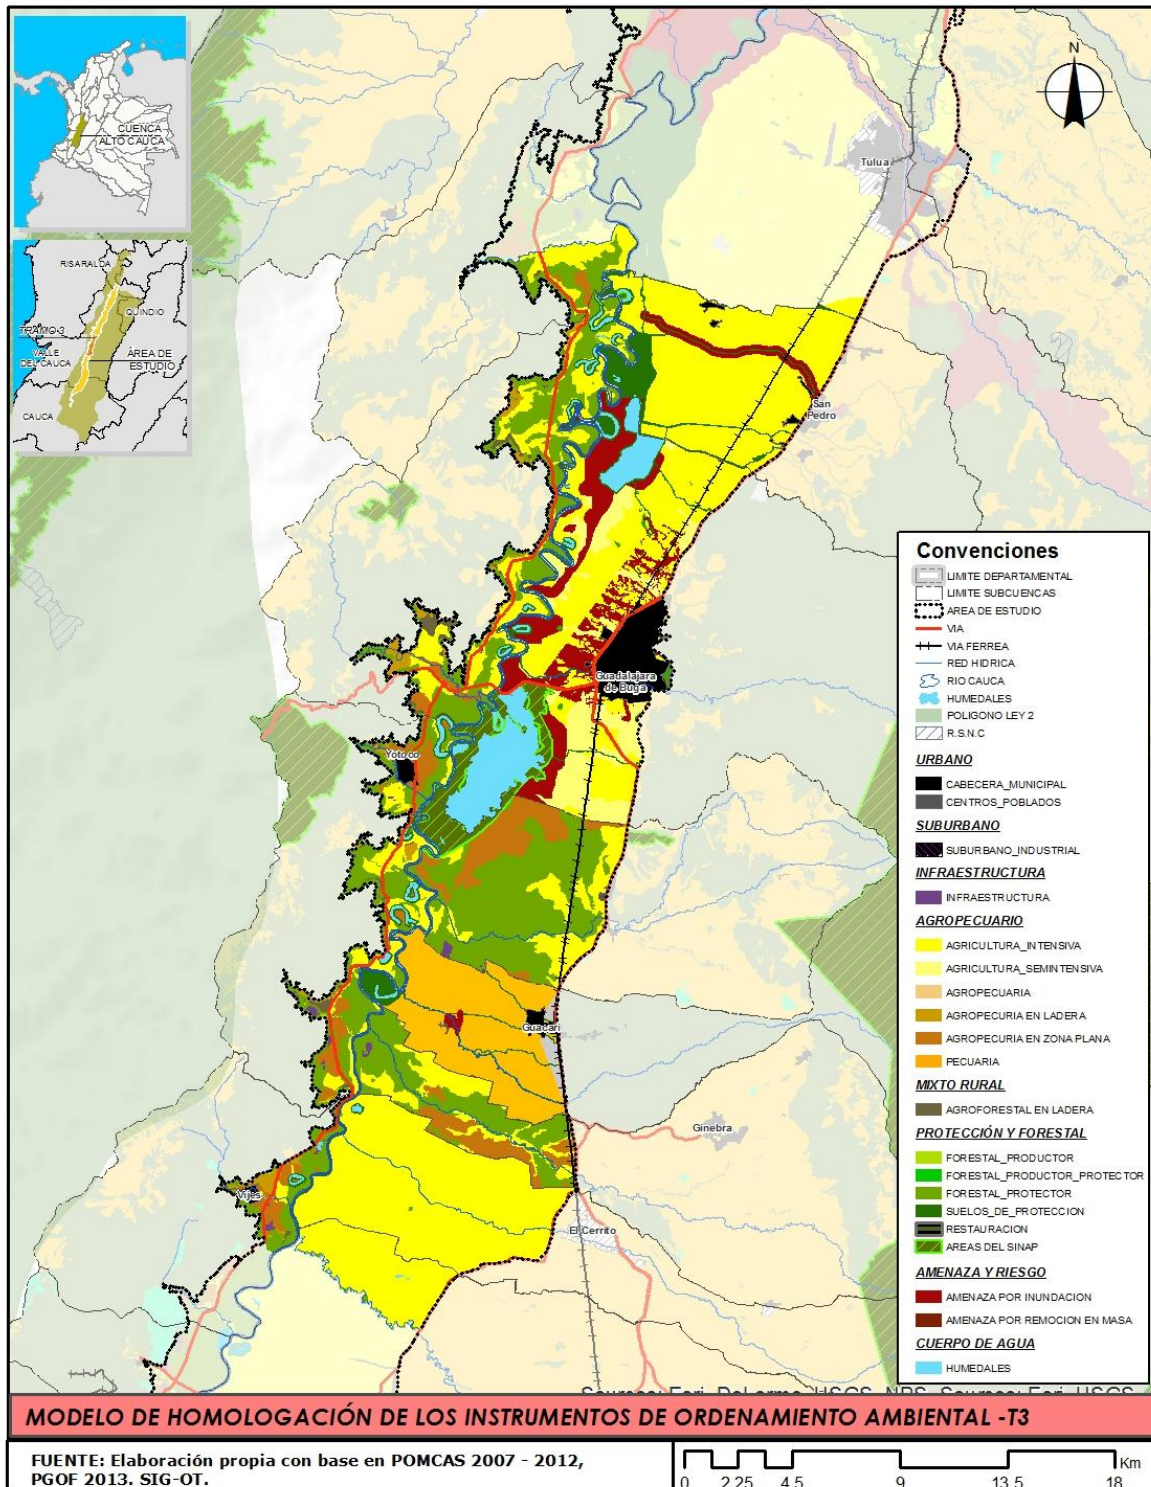 CUENCA
ALTO CAUCA
RISARALDA
QUINDIO
TRAMO 3
VALLE
DEL CAUCA
AREA DE
ESTUDIO
CAUCA
N
Tulua
San
Pedro
Guadalajara
de Buga
Yotoco
Guacari
Ginebra
Vijes
El Cerrito
Convenciones
LIMITE DEPARTAMENTAL
LIMITE SUBCUENCAS
AREA DE ESTUDIO
VIA
VIA FERREA
RED HIDRICA
RIO CAUCA
HUMEDALES
POLIGONO LEY 2
R.S.N.C
URBANO
CABECERA_MUNICIPAL
CENTROS_POBLADOS
SUBURBANO
SUBURBANO_INDUSTRIAL
INFRAESTRUCTURA
INFRAESTRUCTURA
AGROPECUARIO
AGRICULTURA_INTENSIVA
AGRICULTURA_SEMINTENSIVA
AGROPECUARIA
AGROPECURIA EN LADERA
AGROPECURIA EN ZONA PLANA
PECUARIA
MIXTO RURAL
AGROFORESTAL EN LADERA
PROTECCIÓN Y FORESTAL
FORESTAL_PRODUCTOR
FORESTAL_PRODUCTOR_PROTECTOR
FORESTAL_PROTECTOR
SUELOS_DE_PROTECCION
RESTAURACION
AREAS DEL SINAP
AMENAZA Y RIESGO
AMENAZA POR INUNDACION
AMENAZA POR REMOCION EN MASA
CUERPO DE AGUA
HUMEDALES
MODELO DE HOMOLOGACIÓN DE LOS INSTRUMENTOS DE ORDENAMIENTO AMBIENTAL -T3
FUENTE: Elaboración propia con base en POMCAS 2007 - 2012,
PGOF 2013. SIG-OT.
Km
0 2.25 4.5 9 13.5 18